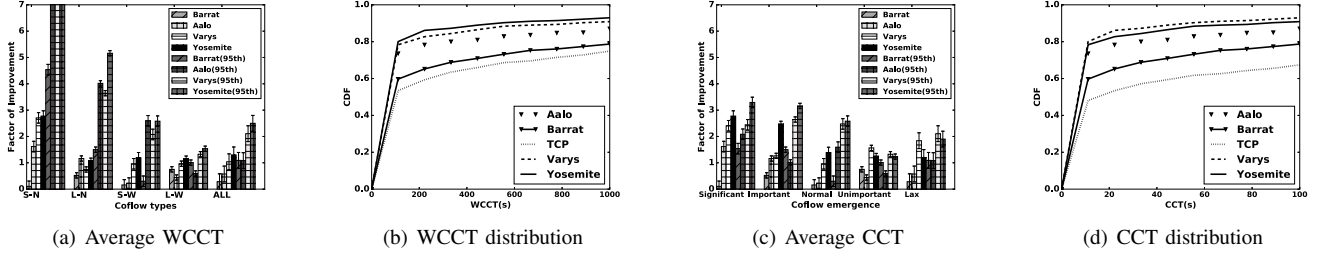 Factor of Improvement
7
6
5
4
3
2
1
0
S-N L-N S-W L-W ALL
Coflow types
Barrat
Aalo
Varys
Yosemite
Barrat(95th)
Aalo(95th)
Varys(95th)
Yosemite(95th)
(a) Average WCCT
CDF
1.0
0.8
0.6
0.4
0.2
0.0
0 200 400 600 800 1000
WCCT(s)
Aalo
Barrat
TCP
Varys
Yosemite
(b) WCCT distribution
Factor of Improvement
7
6
5
4
3
2
1
0
Significant Important Normal Unimportant Lax
Coflow emergence
Barrat
Aalo
Varys
Yosemite
Barrat(95th)
Aalo(95th)
Varys(95th)
Yosemite(95th)
(c) Average CCT
CDF
1.0
0.8
0.6
0.4
0.2
0.0
0 20 40 60 80 100
CCT(s)
Aalo
Barrat
TCP
Varys
Yosemite
(d) CCT distribution